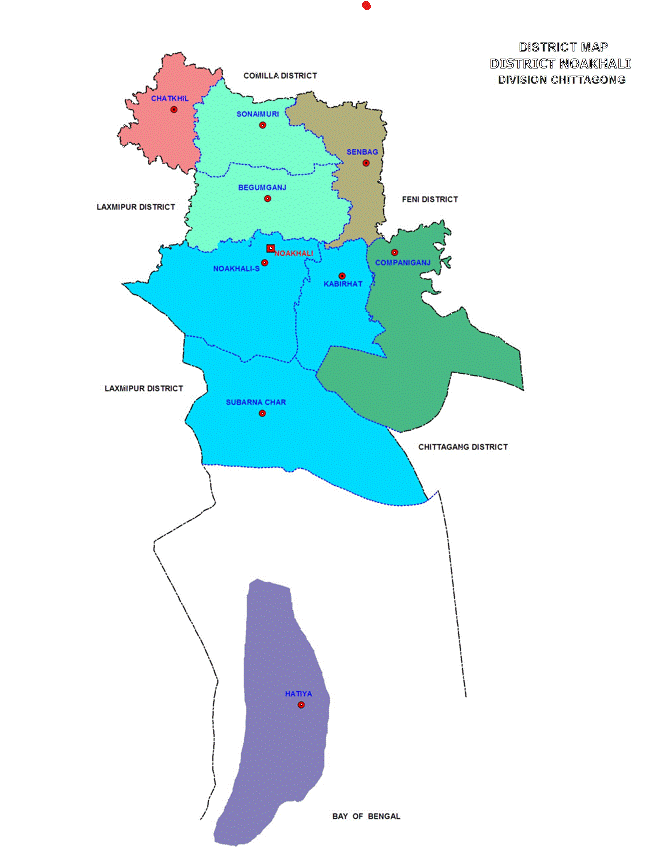 DISTRICT MAP
DISTRICT NOAKHALI
DIVISION CHITTAGONG
COMILLA DISTRICT
CHATKHIL
SONAIMURI
SENBAG
BEGUMGANJ
LAXMIPUR DISTRICT
FENI DISTRICT
NOAKHALI
COMPANIGANJ
NOAKHALI-S
KABIRHAT
LAXMIPUR DISTRICT
SUBARNA CHAR
CHITTAGANG DISTRICT
HATIYA
BAY OF BENGAL